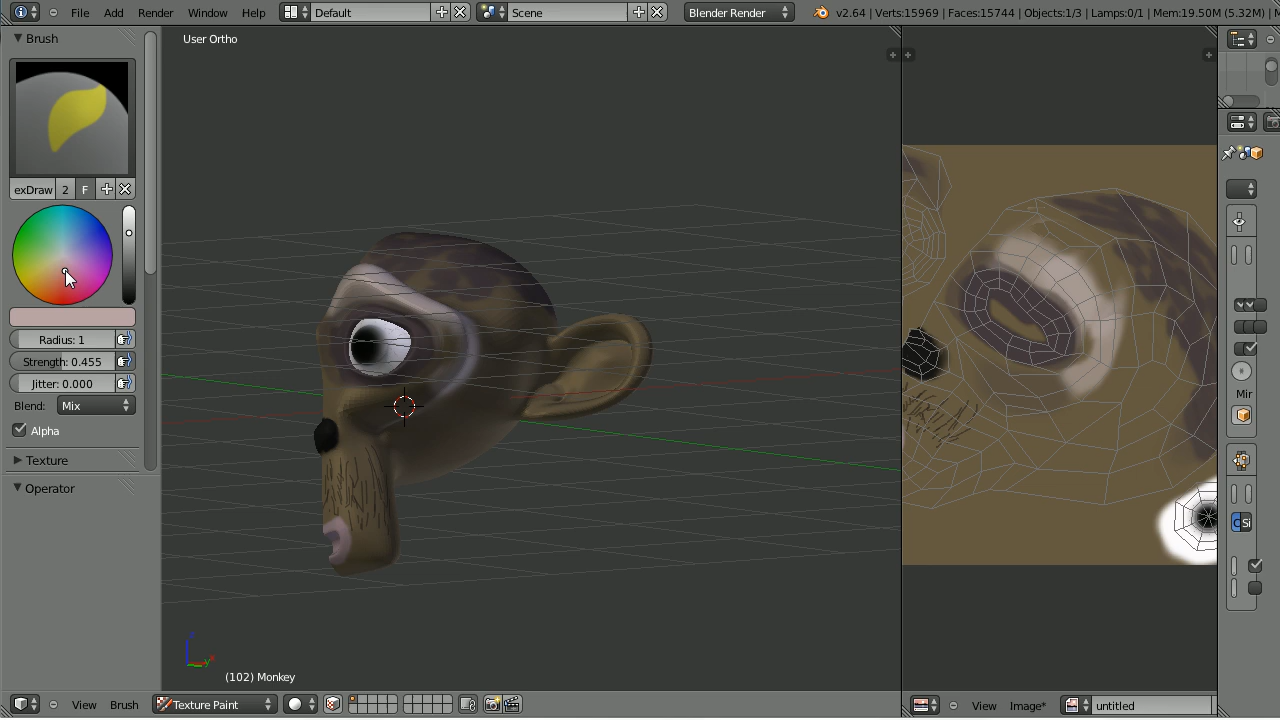 File Add Render Window Help Default Scene Blender Render v2.64 | Verts:15969 | Faces:15744 | Objects:1/3 | Lamps:0/1 | Mem:19.50M (5.32M) | M
Brush
User Ortho
exDraw 2 F
Radius: 1
Strength: 0.455
Jitter: 0.000
Blend: Mix
Alpha
Texture
Operator
Mir
Si
(102) Monkey
View Brush Texture Paint View Image* untitled